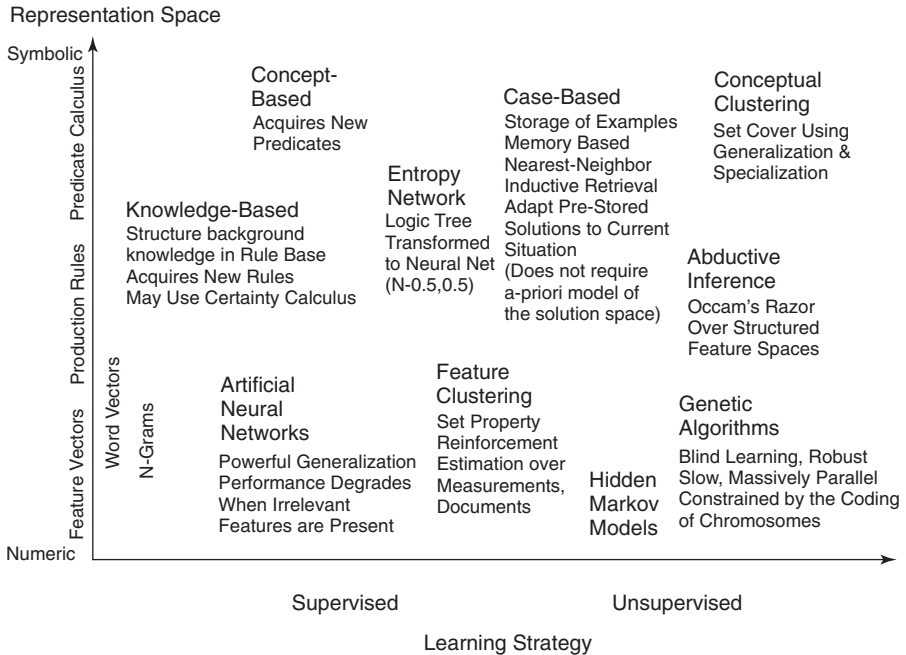 Representation Space
Symbolic
Predicate Calculus
Production Rules
Feature Vectors
Numeric
Word Vectors
N-Grams
Concept-
Based
Acquires New
Predicates
Knowledge-Based
Structure background
knowledge in Rule Base
Acquires New Rules
May Use Certainty Calculus
Entropy
Network
Logic Tree
Transformed
to Neural Net
(N-0.5,0.5)
Case-Based
Storage of Examples
Memory Based
Nearest-Neighbor
Inductive Retrieval
Adapt Pre-Stored
Solutions to Current
Situation
(Does not require
a-priori model of
the solution space)
Conceptual
Clustering
Set Cover Using
Generalization &
Specialization
Abductive
Inference
Occam's Razor
Over Structured
Feature Spaces
Artificial
Neural
Networks
Powerful Generalization
Performance Degrades
When Irrelevant
Features are Present
Feature
Clustering
Set Property
Reinforcement
Estimation over
Measurements,
Documents
Hidden
Markov
Models
Genetic
Algorithms
Blind Learning, Robust
Slow, Massively Parallel
Constrained by the Coding
of Chromosomes
Supervised
Unsupervised
Learning Strategy